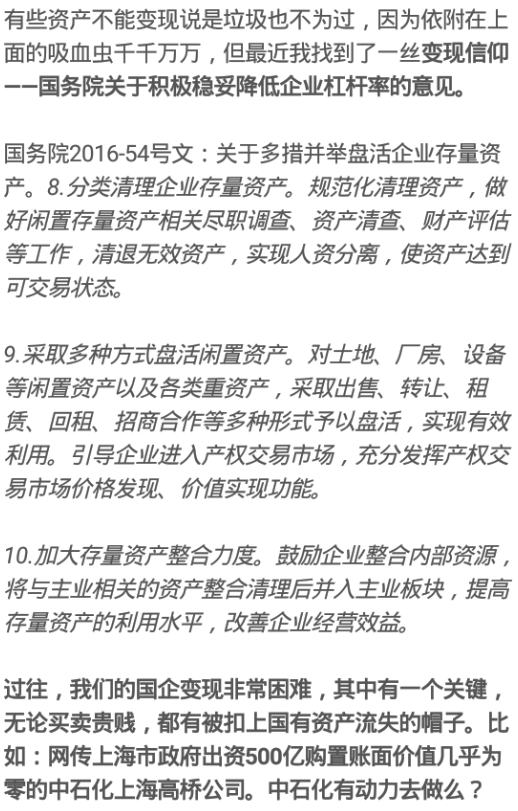 有些资产不能变现说是垃圾也不为过，因为依附在上
面的吸血虫千千万万，但最近我找到了一丝变现信仰
——国务院关于积极稳妥降低企业杠杆率的意见。
国务院2016-54号文：关于多措并举盘活企业存量资
产。8.分类清理企业存量资产。规范化清理资产，做
好闲置存量资产相关尽职调查、资产清查、财产评估
等工作，清退无效资产，实现人资分离，使资产达到
可交易状态。
9.采取多种方式盘活闲置资产。对土地、厂房、设备
等闲置资产以及各类重资产，采取出售、转让、租
赁、回租、招商合作等多种形式予以盘活，实现有效
利用。引导企业进入产权交易市场，充分发挥产权交
易市场价格发现、价值实现功能。
10.加大存量资产整合力度。鼓励企业整合内部资源，
将与主业相关的资产整合清理后并入主业板块，提高
存量资产的利用水平，改善企业经营效益。
过往，我们的国企变现非常困难，其中有一个关键，
无论买卖贵贱，都有被扣上国有资产流失的帽子。比
如：网传上海市政府出资500亿购置账面价值几乎为
零的中石化上海高桥公司。中石化有动力去做么？